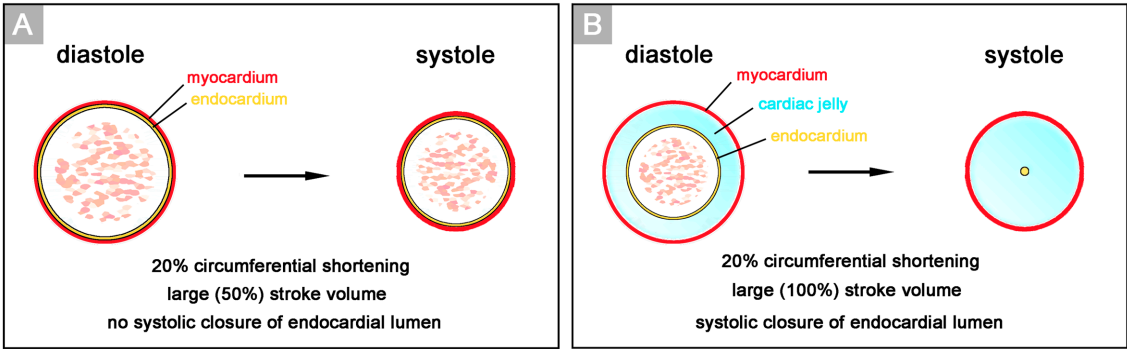 A
diastole
systole
myocardium
endocardium
20% circumferential shortening
large (50%) stroke volume
no systolic closure of endocardial lumen
B
diastole
systole
myocardium
cardiac jelly
endocardium
20% circumferential shortening
large (100%) stroke volume
systolic closure of endocardial lumen